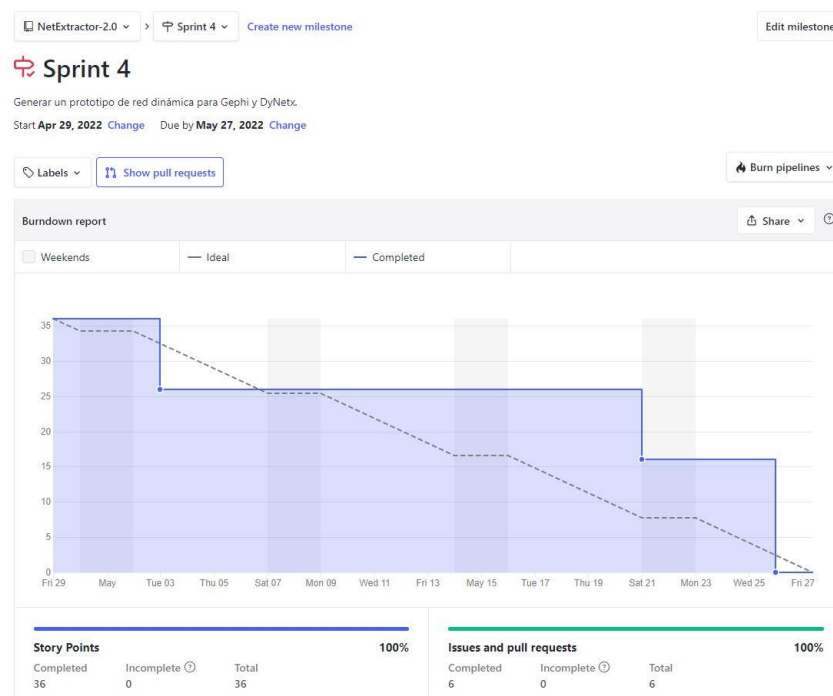 NetExtractor-2.0 > Sprint 4 Create new milestone Edit milestone
Sprint 4
Generar un prototipo de red dinámica para Gephi y DyNetx.
Start Apr 29, 2022 Change Due by May 27, 2022 Change
Labels Show pull requests Burn pipelines
Burndown report Share
Weekends Ideal Completed
35
30
25
20
15
10
5
0
Fri 29 May Tue 03 Thu 05 Sat 07 Mon 09 Wed 11 Fri 13 May 15 Tue 17 Thu 19 Sat 21 Mon 23 Wed 25 Fri 27
Story Points 100% Issues and pull requests 100%
Completed Incomplete ? Total Completed Incomplete ? Total
36 0 36 6 0 6